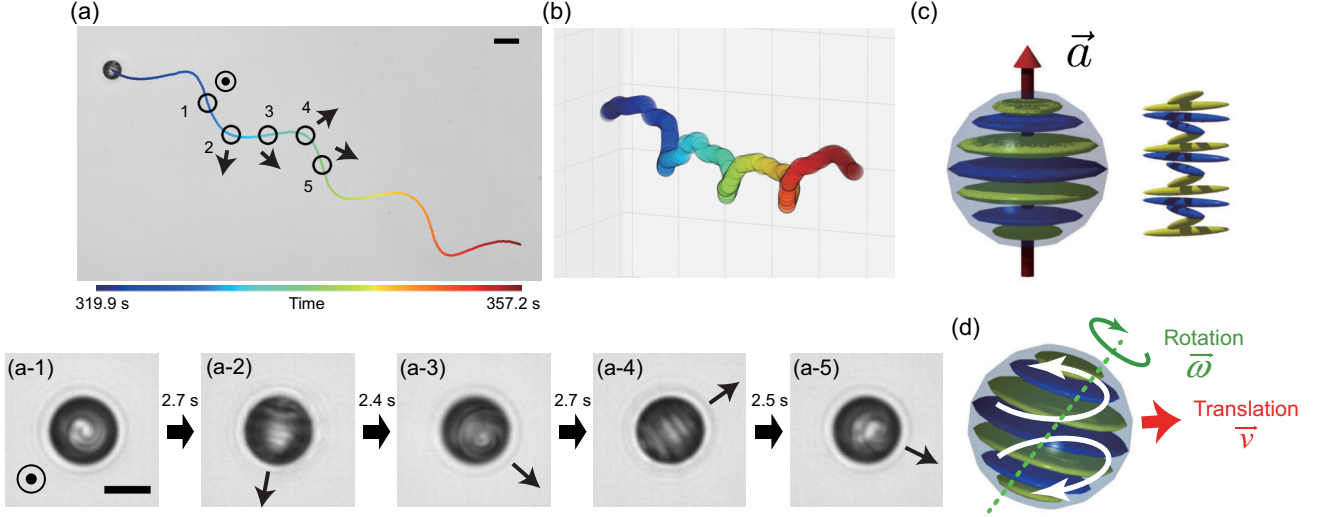 (a)
1
2
3
4
5
319.9 s
Time
357.2 s
(b)
(c)
a
(a-1)
2.7 s
(a-2)
2.4 s
(a-3)
2.7 s
(a-4)
2.5 s
(a-5)
(d)
Rotation
ω
Translation
v